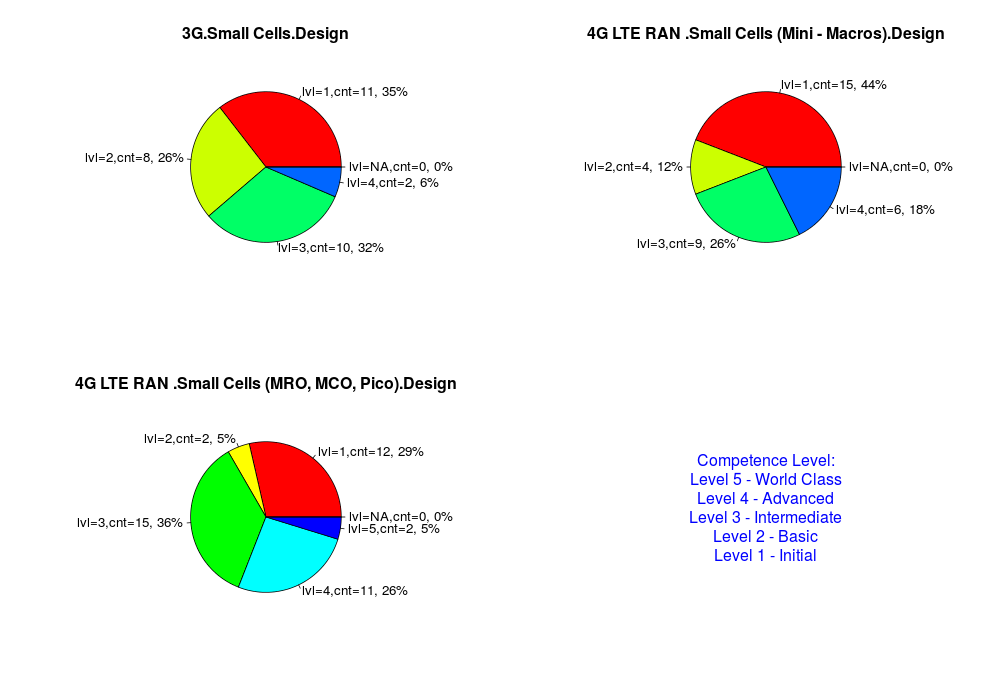 3G.Small Cells.Design
lvl=1,cnt=11, 35%
lvl=2,cnt=8, 26%
lvl=NA,cnt=0, 0%
lvl=4,cnt=2, 6%
lvl=3,cnt=10, 32%
4G LTE RAN .Small Cells (Mini - Macros).Design
lvl=1,cnt=15, 44%
lvl=2,cnt=4, 12%
lvl=NA,cnt=0, 0%
lvl=4,cnt=6, 18%
lvl=3,cnt=9, 26%
4G LTE RAN .Small Cells (MRO, MCO, Pico).Design
lvl=2,cnt=2, 5%
lvl=1,cnt=12, 29%
lvl=NA,cnt=0, 0%
lvl=3,cnt=15, 36%
lvl=5,cnt=2, 5%
lvl=4,cnt=11, 26%
Competence Level:
Level 5 - World Class
Level 4 - Advanced
Level 3 - Intermediate
Level 2 - Basic
Level 1 - Initial